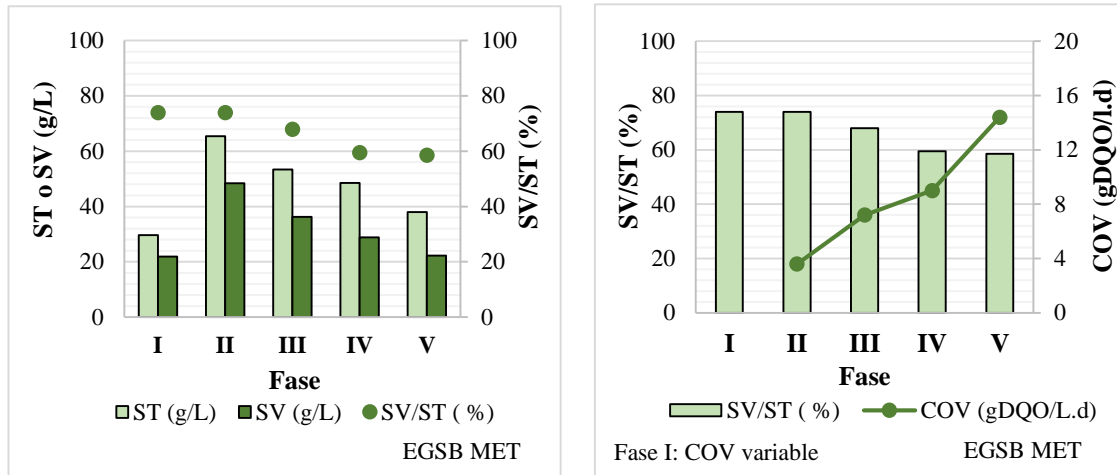 ST o SV (g/L)
100
80
60
40
20
0
100
80
60
40
20
0
SV/ST (%)
I II III IV V
Fase
ST (g/L) SV (g/L) SV/ST ( %)
EGSB MET
SV/ST (%)
100
80
60
40
20
0
20
16
12
8
4
0
COV (gDQO/l.d)
I II III IV V
Fase
SV/ST ( %) COV (gDQO/L.d)
Fase I: COV variable EGSB MET